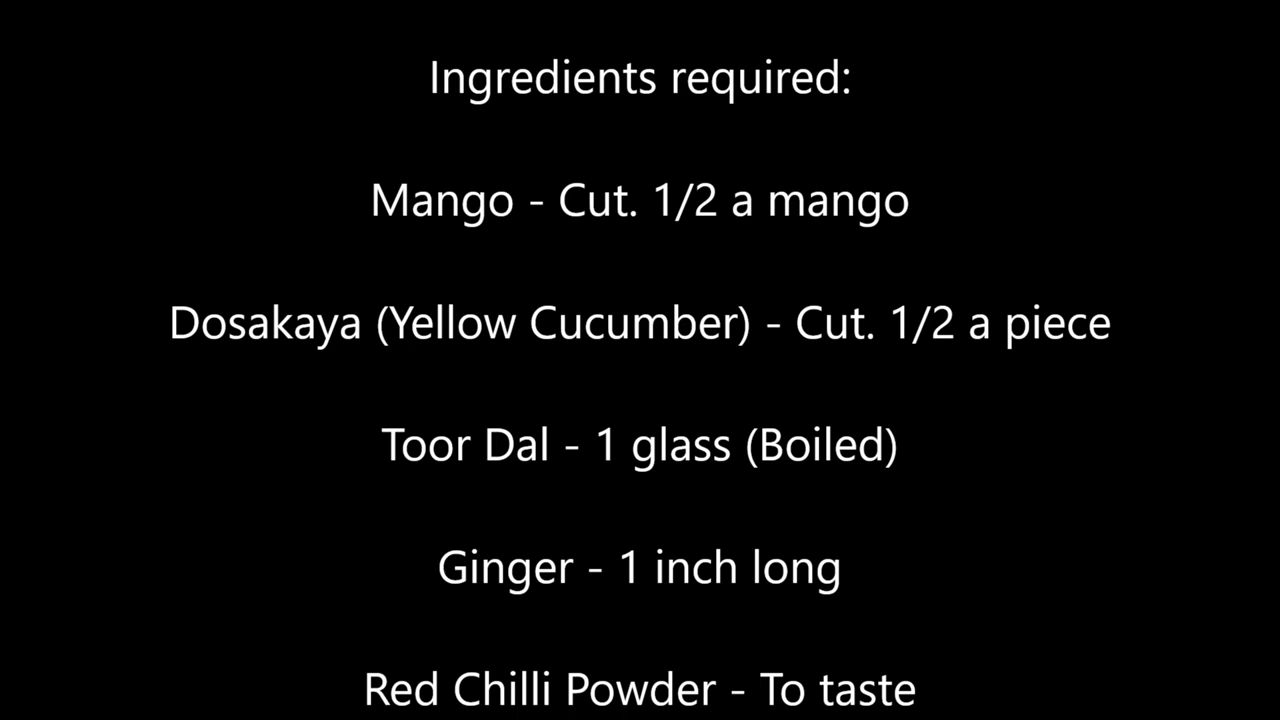 Ingredients required:
Mango - Cut. 1/2 a mango
Dosakaya (Yellow Cucumber) - Cut. 1/2 a piece
Toor Dal - 1 glass (Boiled)
Ginger - 1 inch long
Red Chilli Powder - To taste